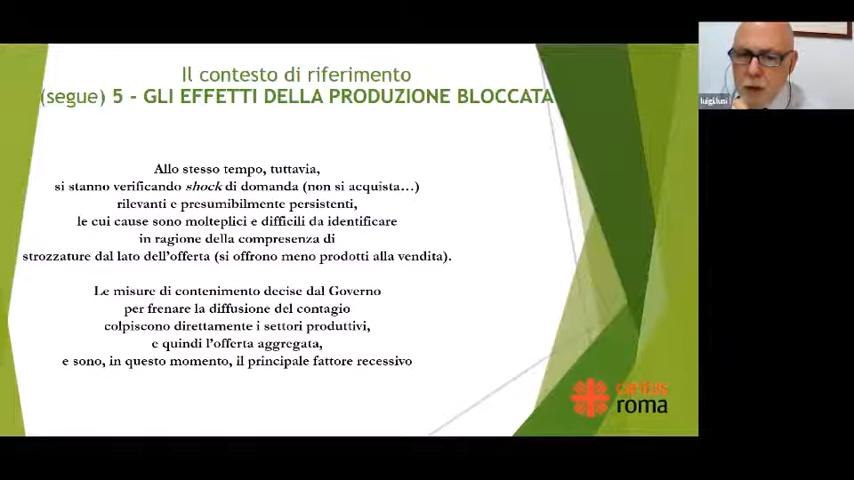 Il contesto di riferimento
(segue) 5 - GLI EFFETTI DELLA PRODUZIONE BLOCCATA
Allo stesso tempo, tuttavia,
si stanno verificando shock di domanda (non si acquista…)
rilevanti e presumibilmente persistenti,
le cui cause sono molteplici e difficili da identificare
in ragione della compresenza di
strozzature dal lato dell’offerta (si offrono meno prodotti alla vendita).
Le misure di contenimento decise dal Governo
per frenare la diffusione del contagio
colpiscono direttamente i settori produttivi,
e quindi l’offerta aggregata,
e sono, in questo momento, il principale fattore recessivo
caritas
roma